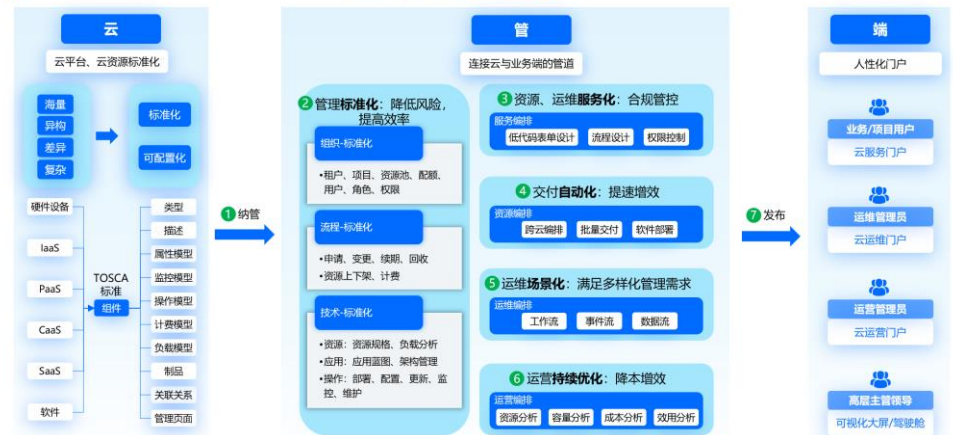 云
云平台、云资源标准化
海量
异构
差异
复杂
标准化
可配置化
硬件设备
IaaS
PaaS
CaaS
SaaS
软件
TOSCA
标准
组件
类型
描述
属性模型
监控模型
操作模型
计费模型
负载模型
制品
关联关系
管理页面
1 纳管
管
连接云与业务端的管道
2 管理标准化：降低风险，
提高效率
组织-标准化
•租户、项目、资源池、配额、
用户、角色、权限
流程-标准化
•申请、变更、续期、回收
•资源上下架、计费
技术-标准化
•资源：资源规格、负载分析
•应用：应用蓝图、架构管理
•操作：部署、配置、更新、监
控、维护
3 资源、运维服务化：合规管控
服务编排
低代码表单设计
流程设计
权限控制
4 交付自动化：提速增效
资源编排
跨云编排
批量交付
软件部署
5 运维场景化：满足多样化管理需求
运维编排
工作流
事件流
数据流
6 运营持续优化：降本增效
运营编排
资源分析
容量分析
成本分析
效用分析
7 发布
端
人性化门户
业务/项目用户
云服务门户
运维管理员
云运维门户
运营管理员
云运营门户
高层主管领导
可视化大屏/驾驶舱